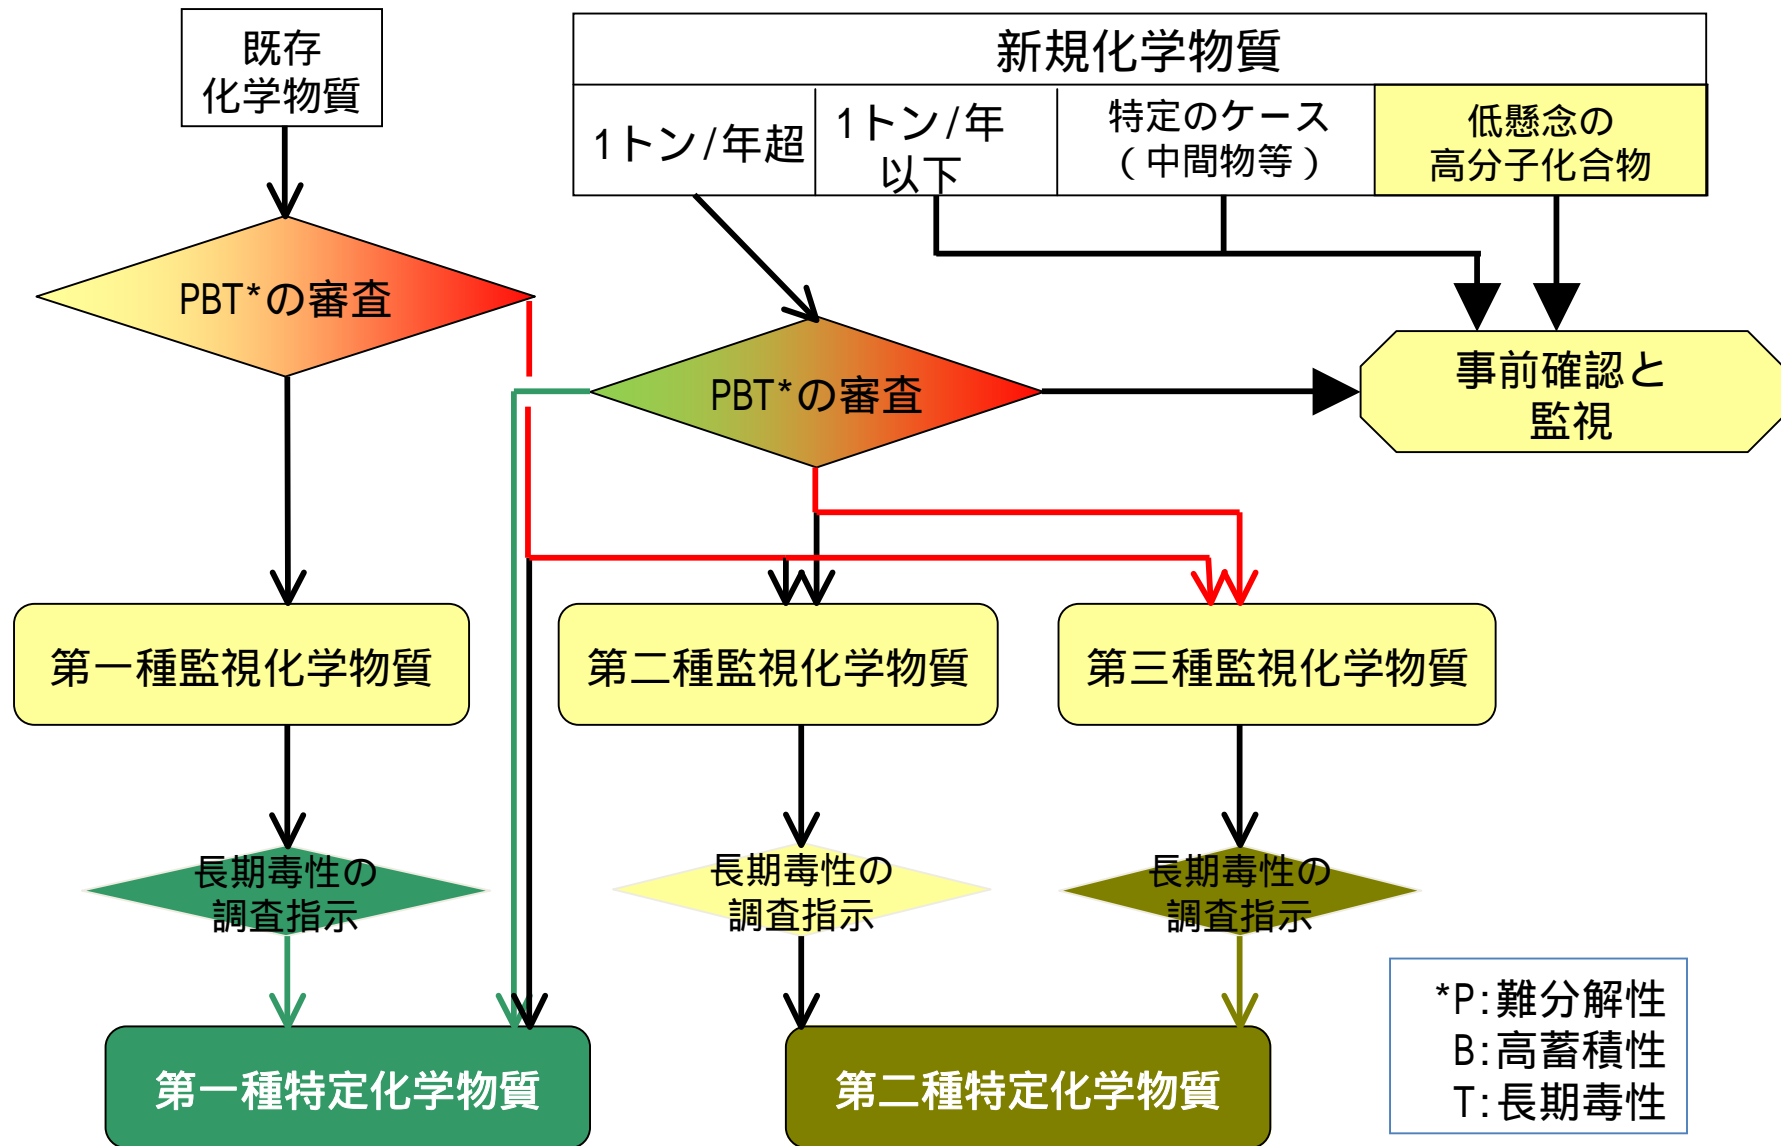 既存
化学物質
新規化学物質
1トン/年超
1トン/年
以下
特定のケース
(中間物等)
低懸念の
高分子化合物
PBT*の審査
PBT*の審査
事前確認と
監視
第一種監視化学物質
第二種監視化学物質
第三種監視化学物質
長期毒性の
調査指示
長期毒性の
調査指示
長期毒性の
調査指示
第一種特定化学物質
第二種特定化学物質
*P:難分解性
B:高蓄積性
T:長期毒性